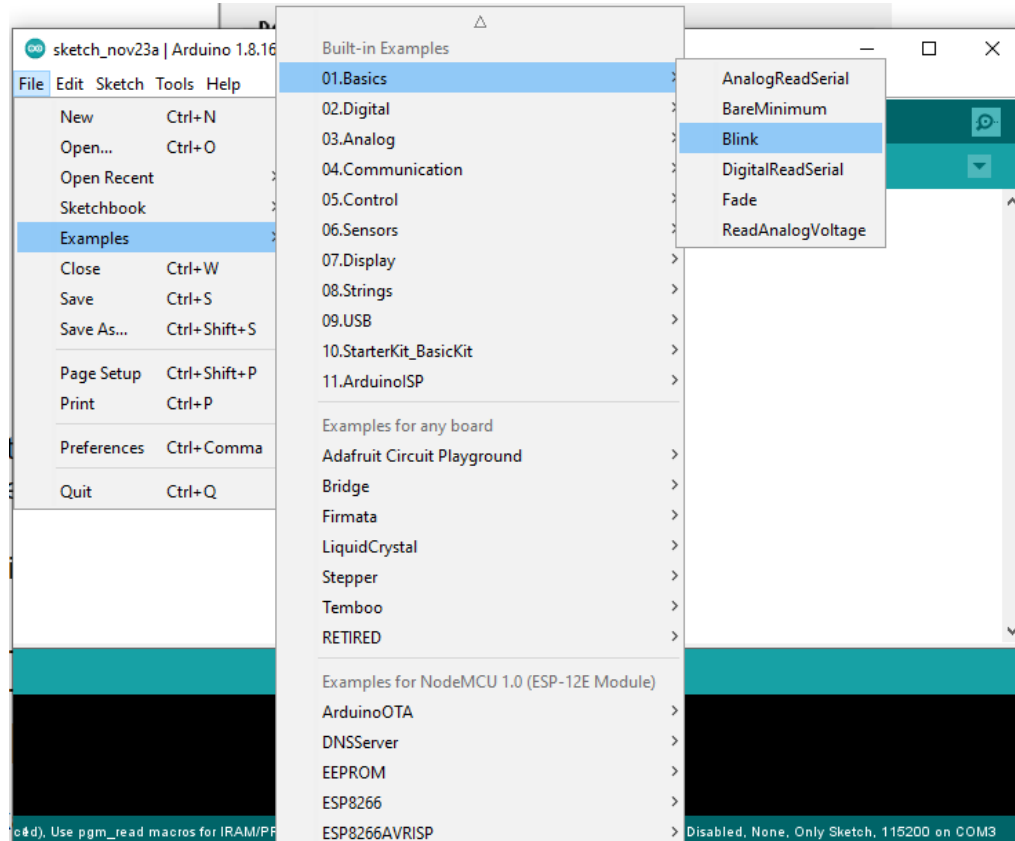 sketch_nov23a | Arduino 1.8.16
File Edit Sketch Tools Help
New Ctrl+N
Open... Ctrl+O
Open Recent
Sketchbook
Examples
Close Ctrl+W
Save Ctrl+S
Save As... Ctrl+Shift+S
Page Setup Ctrl+Shift+P
Print Ctrl+P
Preferences Ctrl+Comma
Quit Ctrl+Q
Built-in Examples
01.Basics
02.Digital
03.Analog
04.Communication
05.Control
06.Sensors
07.Display
08.Strings
09.USB
10.StarterKit_BasicKit
11.ArduinoISP
Examples for any board
Adafruit Circuit Playground
Bridge
Firmata
LiquidCrystal
Stepper
Temboo
RETIRED
Examples for NodeMCU 1.0 (ESP-12E Module)
ArduinoOTA
DNSServer
EEPROM
ESP8266
ESP8266AVRISP
AnalogReadSerial
BareMinimum
Blink
DigitalReadSerial
Fade
ReadAnalogVoltage
Use pgm_read macros for IRAM/PF
Disabled, None, Only Sketch, 115200 on COM3